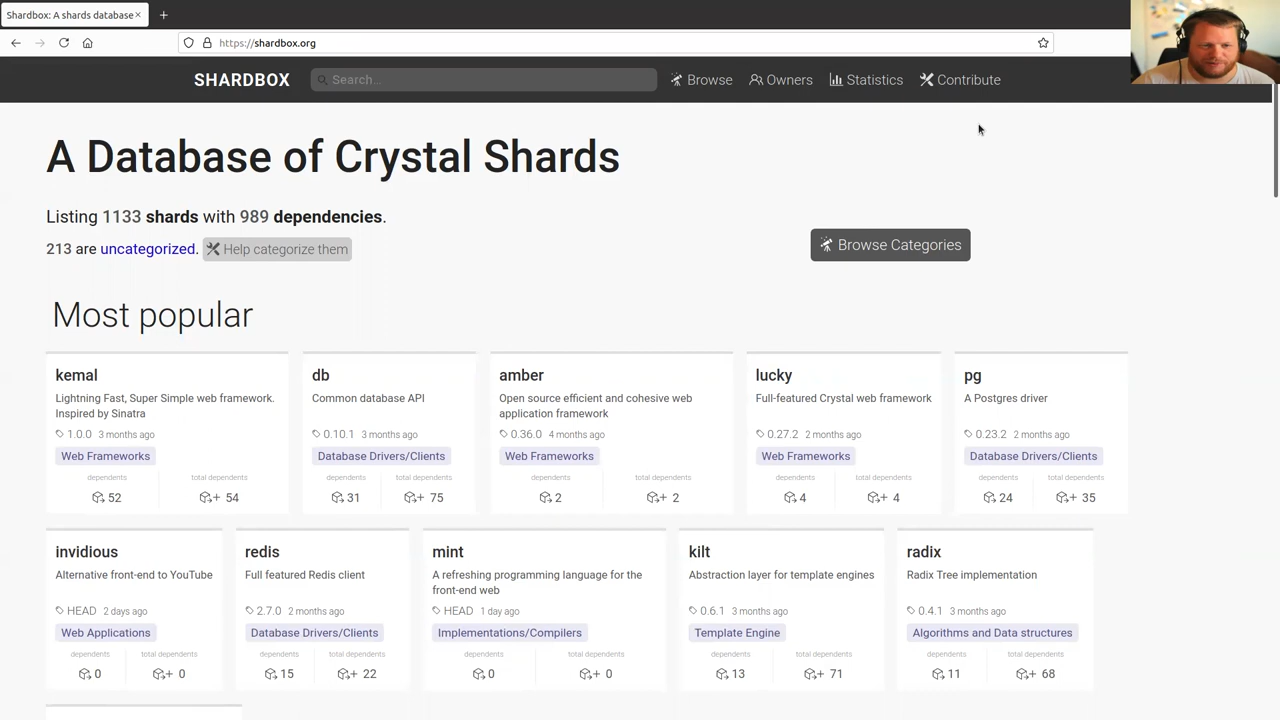 Shardbox: A shards database
https://shardbox.org
SHARDBOX
Search...
Browse
Owners
Statistics
Contribute
A Database of Crystal Shards
Listing 1133 shards with 989 dependencies.
213 are uncategorized. Help categorize them
Browse Categories
Most popular
kemal
Lightning Fast, Super Simple web framework.
Inspired by Sinatra
1.0.0 3 months ago
Web Frameworks
dependents total dependents
52 + 54
db
Common database API
0.10.1 3 months ago
Database Drivers/Clients
dependents total dependents
31 + 75
amber
Open source efficient and cohesive web
application framework
0.36.0 4 months ago
Web Frameworks
dependents total dependents
2 + 2
lucky
Full-featured Crystal web framework
0.27.2 2 months ago
Web Frameworks
dependents total dependents
4 + 4
pg
A Postgres driver
0.23.2 2 months ago
Database Drivers/Clients
dependents total dependents
24 + 35
invidious
Alternative front-end to YouTube
HEAD 2 days ago
Web Applications
dependents total dependents
0 + 0
redis
Full featured Redis client
2.7.0 2 months ago
Database Drivers/Clients
dependents total dependents
15 + 22
mint
A refreshing programming language for the
front-end web
HEAD 1 day ago
Implementations/Compilers
dependents total dependents
0 + 0
kilt
Abstraction layer for template engines
0.6.1 3 months ago
Template Engine
dependents total dependents
13 + 71
radix
Radix Tree implementation
0.4.1 3 months ago
Algorithms and Data structures
dependents total dependents
11 + 68